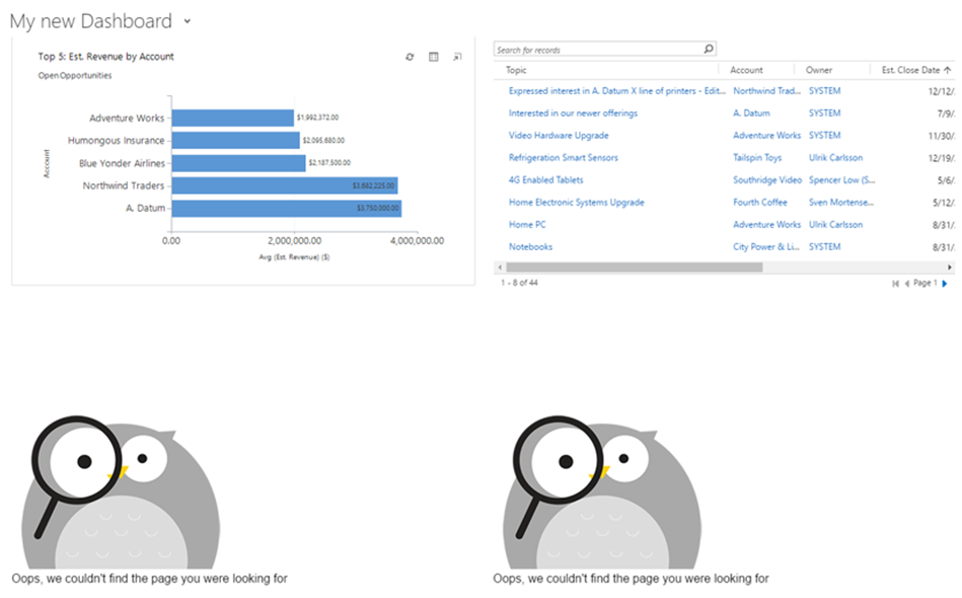 My new Dashboard
Top 5: Est. Revenue by Account
Open Opportunities
Adventure Works $1,992,372.00
Humongous Insurance $2,095,680.00
Blue Yonder Airlines $2,187,500.00
Northwind Traders $3,682,225.00
A. Datum $3,750,000.00
Account
0.00 2,000,000.00 4,000,000.00
Avg (Est. Revenue) ($)
Search for records
Topic Account Owner Est. Close Date
Expressed interest in A. Datum X line of printers - Edit... Northwind Trad... SYSTEM 12/12/
Interested in our newer offerings A. Datum SYSTEM 7/9/
Video Hardware Upgrade Adventure Works SYSTEM 11/30/
Refrigeration Smart Sensors Tailspin Toys Ulrik Carlsson 12/19/
4G Enabled Tablets Southridge Video Spencer Low (S... 5/6/
Home Electronic Systems Upgrade Fourth Coffee Sven Mortense... 5/12/
Home PC Adventure Works Ulrik Carlsson 8/31/
Notebooks City Power & Li... SYSTEM 8/31/
1 - 8 of 44 Page 1
Oops, we couldn't find the page you were looking for
Oops, we couldn't find the page you were looking for